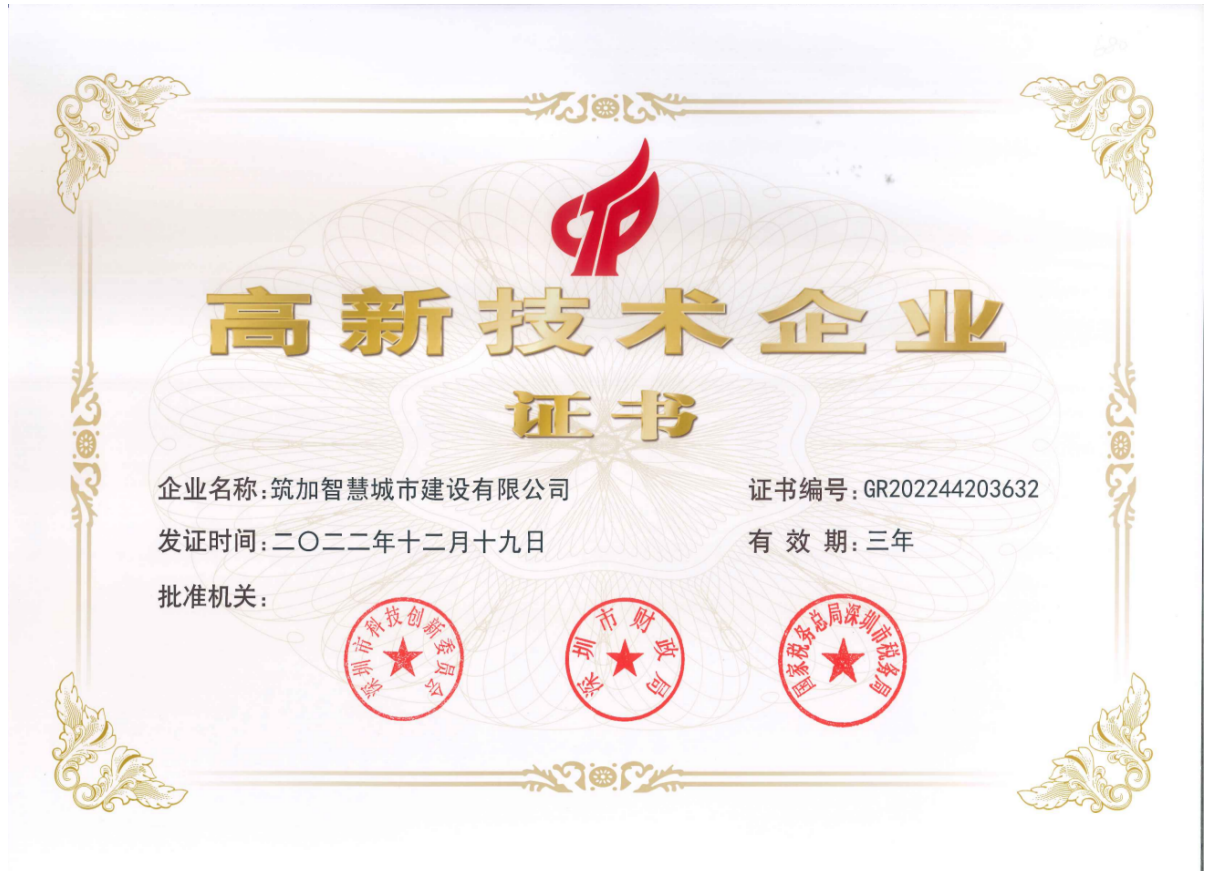 高新技术企业
证书
企业名称:筑加智慧城市建设有限公司
证书编号:GR202244203632
发证时间:二〇二二年十二月十九日
有效期:三年
批准机关:
深圳市科技创新委员会
深圳市财政局
国家税务总局深圳市税务局